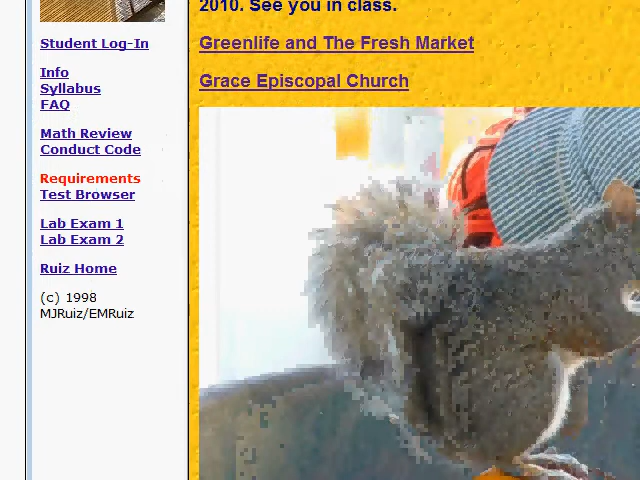 2010. See you in class.
Greenlife and The Fresh Market
Grace Episcopal Church
Student Log-In
Info
Syllabus
FAQ
Math Review
Conduct Code
Requirements
Test Browser
Lab Exam 1
Lab Exam 2
Ruiz Home
(c) 1998
MJRuiz/EMRuiz